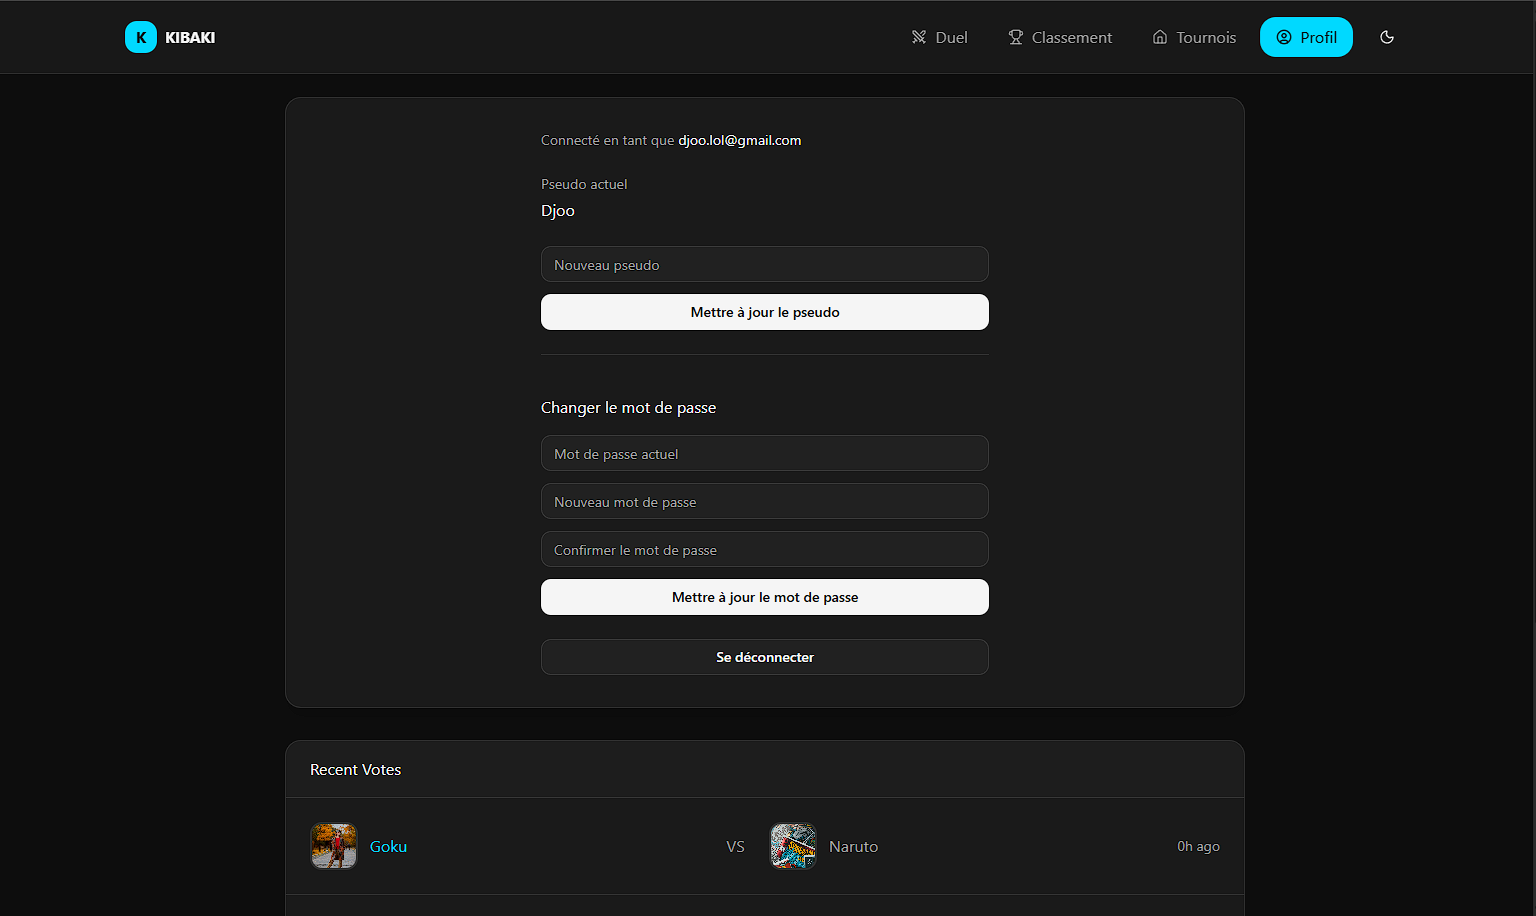 K KIBAKI Duel Classement Tournois Profil
Connecté en tant que djoo.lol@gmail.com
Pseudo actuel
Djoo
Nouveau pseudo
Mettre à jour le pseudo
Changer le mot de passe
Mot de passe actuel
Nouveau mot de passe
Confirmer le mot de passe
Mettre à jour le mot de passe
Se déconnecter
Recent Votes
Goku VS Naruto 0h ago